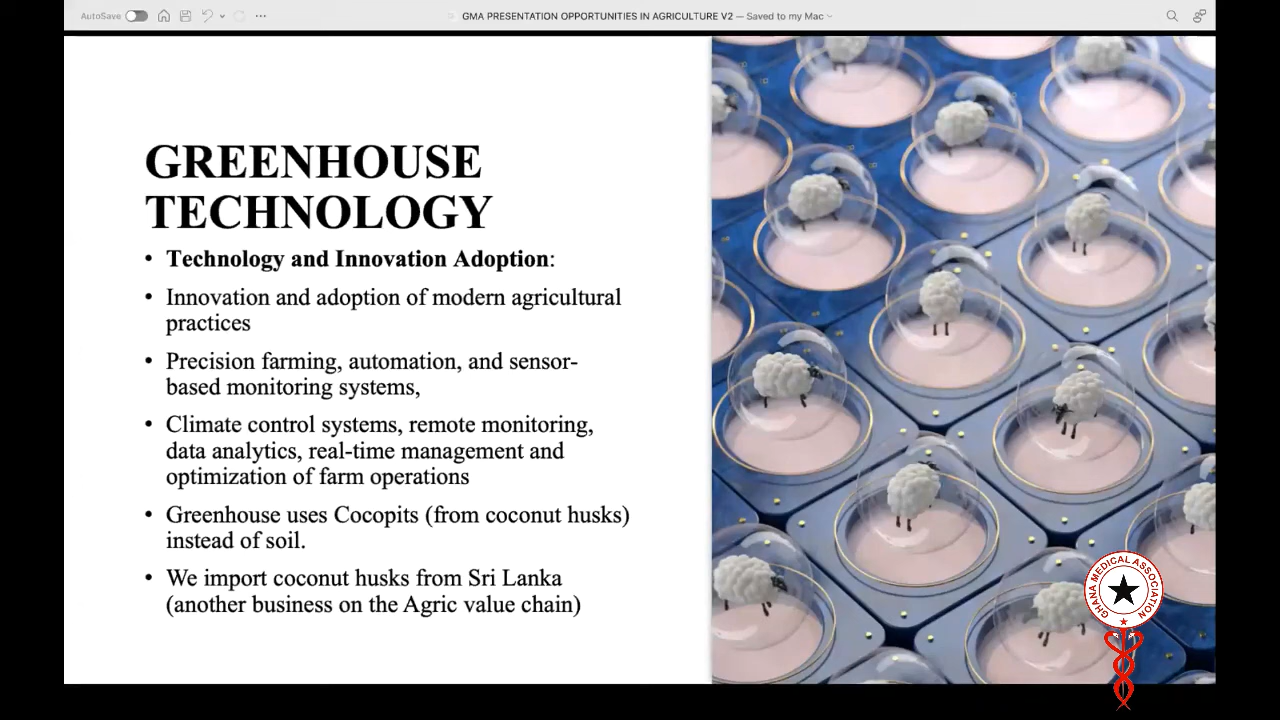 AutoSave
GMA PRESENTATION OPPORTUNITIES IN AGRICULTURE V2 — Saved to my Mac
GREENHOUSE
TECHNOLOGY
• Technology and Innovation Adoption:
• Innovation and adoption of modern agricultural
practices
• Precision farming, automation, and sensor-
based monitoring systems,
• Climate control systems, remote monitoring,
data analytics, real-time management and
optimization of farm operations
• Greenhouse uses Cocopits (from coconut husks)
instead of soil.
• We import coconut husks from Sri Lanka
(another business on the Agric value chain)
GHANA MEDICAL ASSOCIATION